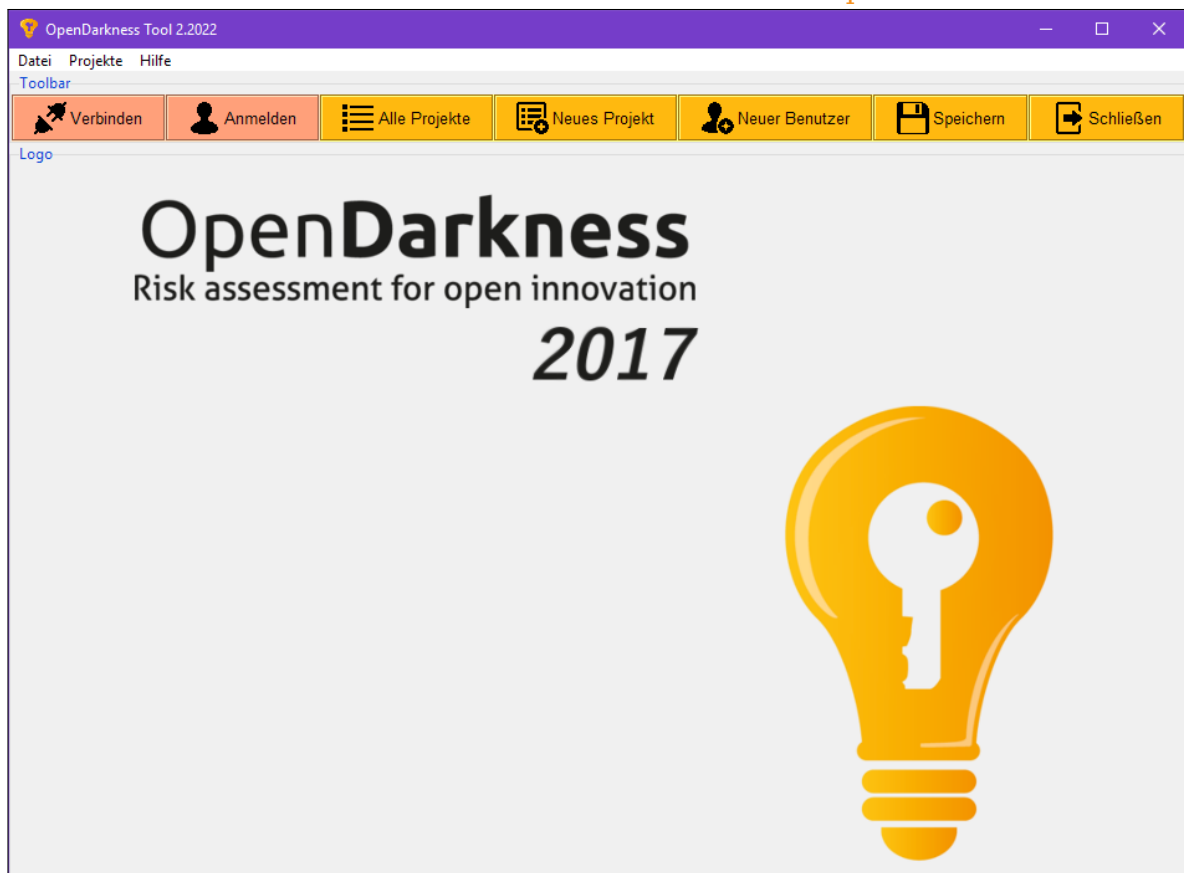 OpenDarkness Tool 2.2022
Datei Projekte Hilfe
Toolbar
Verbinden Anmelden Alle Projekte Neues Projekt Neuer Benutzer Speichern Schließen
Logo
OpenDarkness
Risk assessment for open innovation
2017